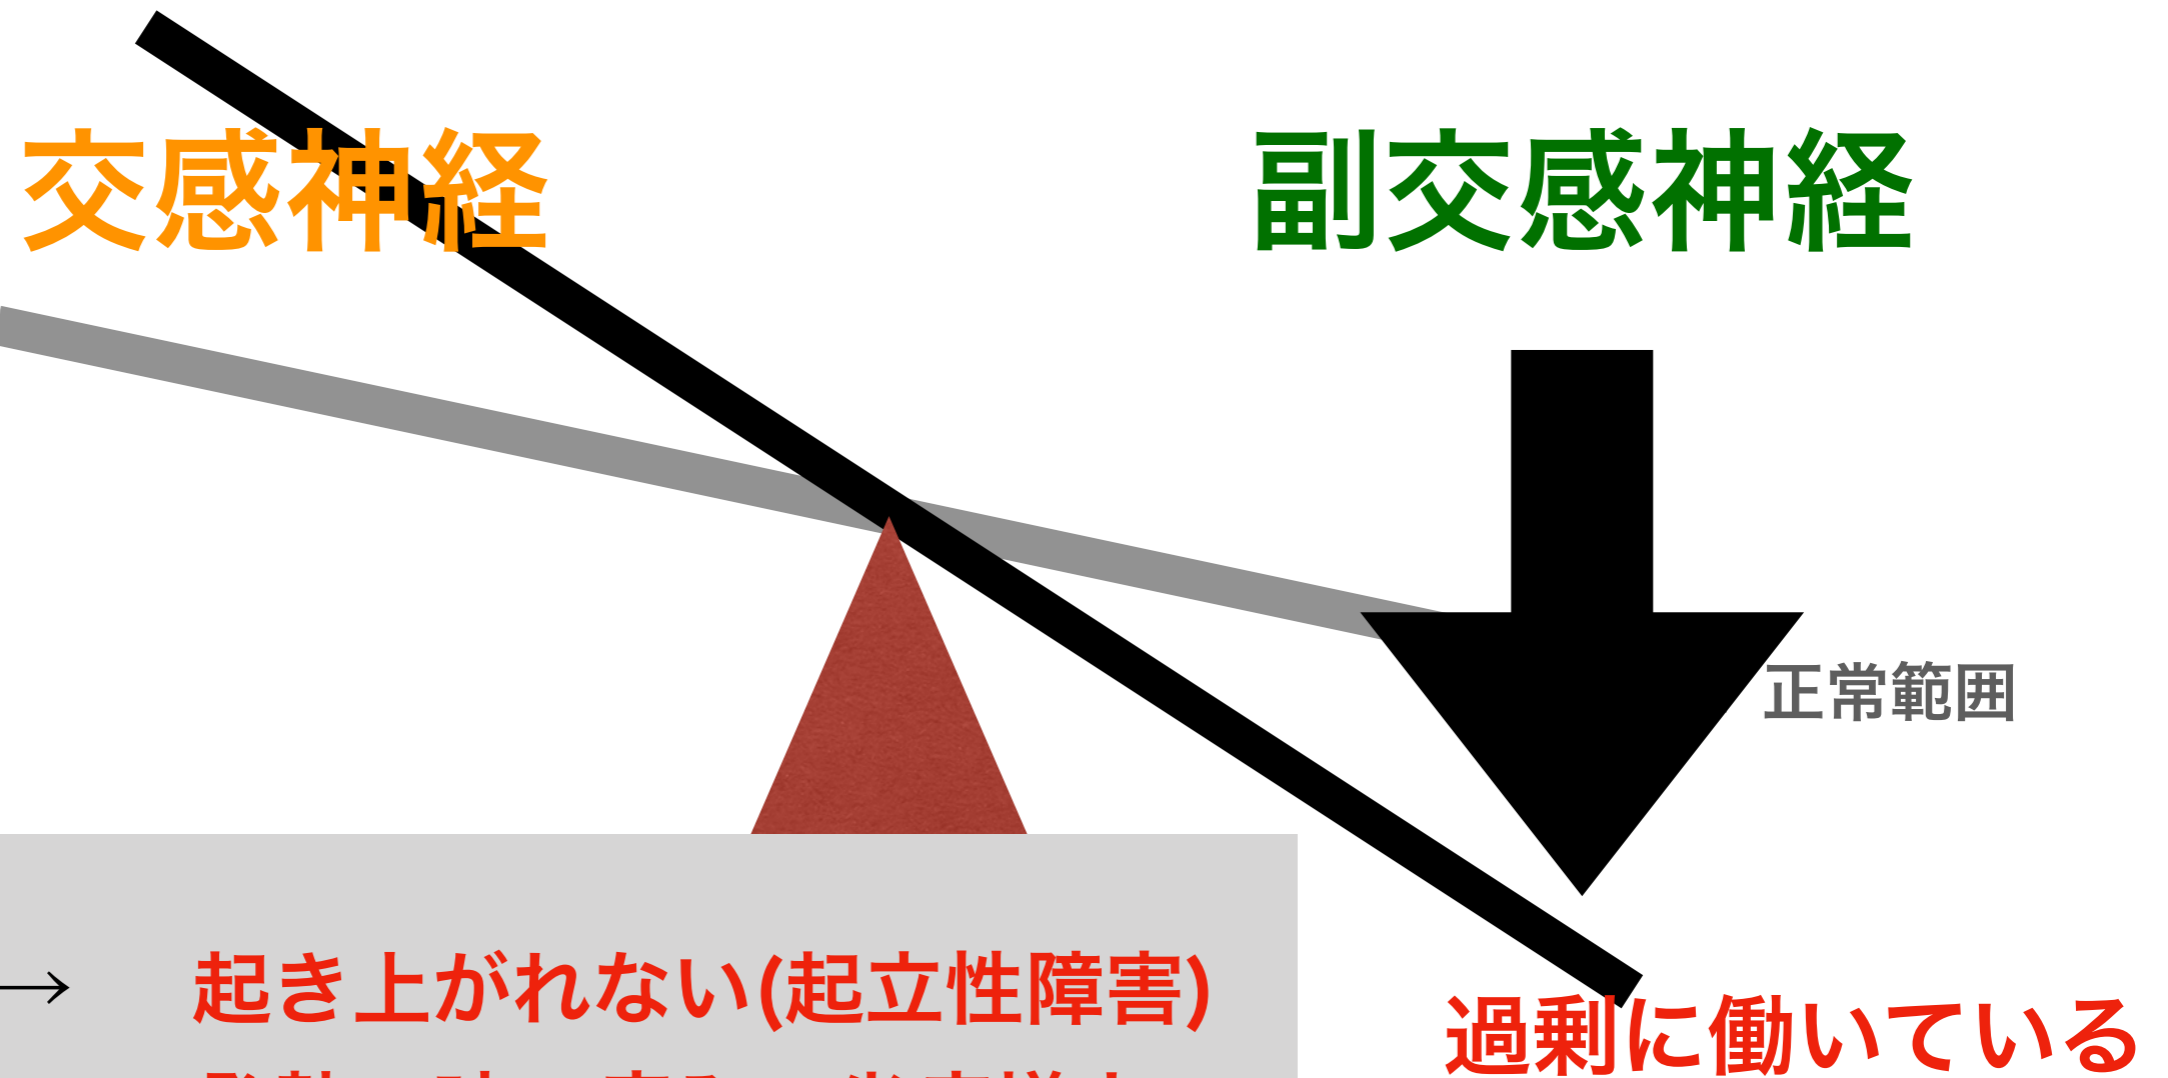 交感神経
副交感神経
正常範囲
→ 起き上がれない(起立性障害)
過剰に働いている